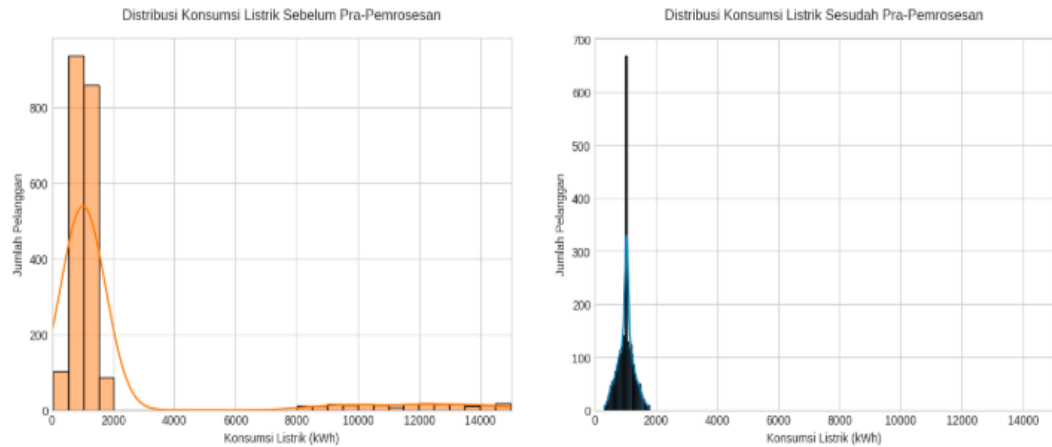 Distribusi Konsumsi Listrik Sebelum Pra-Pemrosesan
800
600
400
200
0
Jumlah Pelanggan
0 2000 4000 6000 8000 10000 12000 14000
Konsumsi Listrik (kWh)
Distribusi Konsumsi Listrik Sesudah Pra-Pemrosesan
700
600
500
400
300
200
100
0
Jumlah Pelanggan
0 2000 4000 6000 8000 10000 12000 14000
Konsumsi Listrik (kWh)